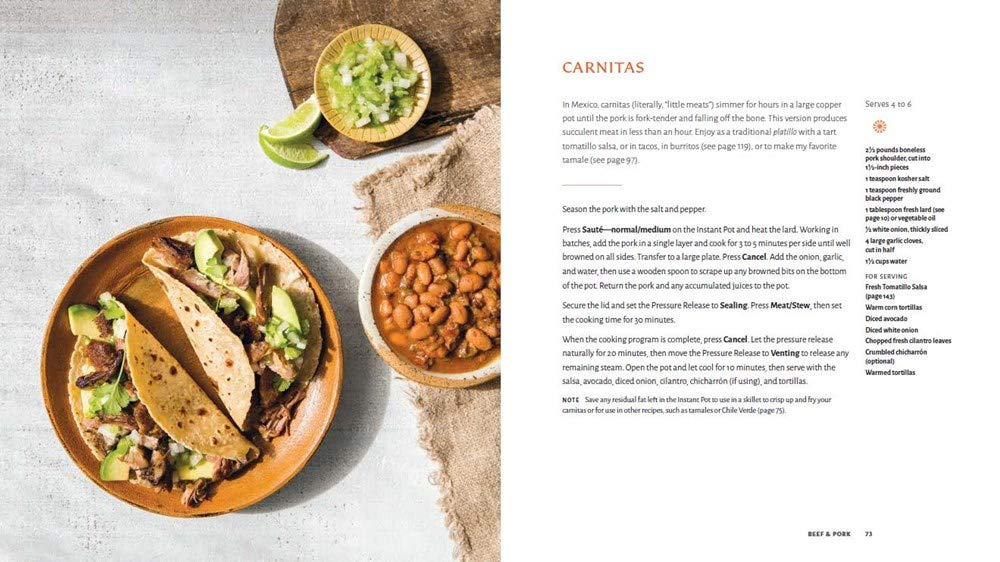 CARNITAS
In Mexico, carnitas (literally, "little meats") simmer for hours in a large copper
pot until the pork is fork-tender and falling off the bone. This version produces
succulent meat in less than an hour. Enjoy as a traditional platillo with a tart
tomatillo salsa, or in tacos, in burritos (see page 119), or to make my favorite
tamale (see page 97).
Season the pork with the salt and pepper.
Press Sauté—normal/medium on the Instant Pot and heat the lard. Working in
batches, add the pork in a single layer and cook for 3 to 5 minutes per side until well
browned on all sides. Transfer to a large plate. Press Cancel. Add the onion, garlic,
and water, then use a wooden spoon to scrape up any browned bits on the bottom
of the pot. Return the pork and any accumulated juices to the pot.
Secure the lid and set the Pressure Release to Sealing. Press Meat/Stew, then set
the cooking time for 30 minutes.
When the cooking program is complete, press Cancel. Let the pressure release
naturally for 20 minutes, then move the Pressure Release to Venting to release any
remaining steam. Open the pot and let cool for 10 minutes, then serve with the
salsa, avocado, diced onion, cilantro, chicharrón (if using), and tortillas.
NOTE Save any residual fat left in the Instant Pot to use in a skillet to crisp up and fry your
carnitas or for use in other recipes, such as tamales or Chile Verde (page 75).
Serves 4 to 6
2½ pounds boneless
pork shoulder, cut into
1½-inch pieces
1 teaspoon kosher salt
1 teaspoon freshly ground
black pepper
1 tablespoon fresh lard (see
page 10) or vegetable oil
½ white onion, thickly sliced
4 large garlic cloves,
cut in half
cups water
FOR SERVING
Fresh Tomatillo Salsa
(page 143)
Warm corn tortillas
Diced avocado
Diced white onion
Chopped fresh cilantro leaves
Crumbled chicharrón
(optional)
Warmed tortillas
BEEF & PORK 73